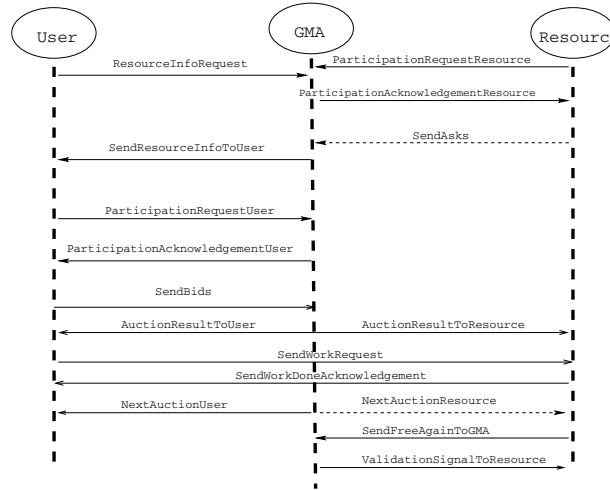 User
GMA
Resourc
ResourceInfoRequest
ParticipationRequestResource
ParticipationAcknowledgementResource
SendAsks
SendResourceInfoToUser
ParticipationRequestUser
ParticipationAcknowledgementUser
SendBids
AuctionResultToUser
AuctionResultToResource
SendWorkRequest
SendWorkDoneAcknowledgement
NextAuctionUser
NextAuctionResource
SendFreeAgainToGMA
ValidationSignalToResource